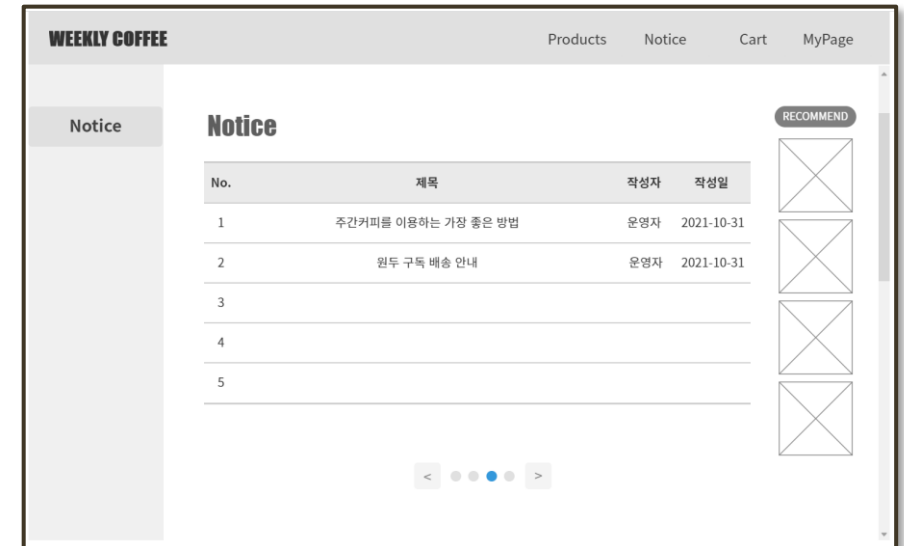 WEEKLY COFFEE Products Notice Cart MyPage
Notice
Notice
RECOMMEND
No. 제목 작성자 작성일
1 주간커피를 이용하는 가장 좋은 방법 운영자 2021-10-31
2 원두 구독 배송 안내 운영자 2021-10-31
3
4
5
< >